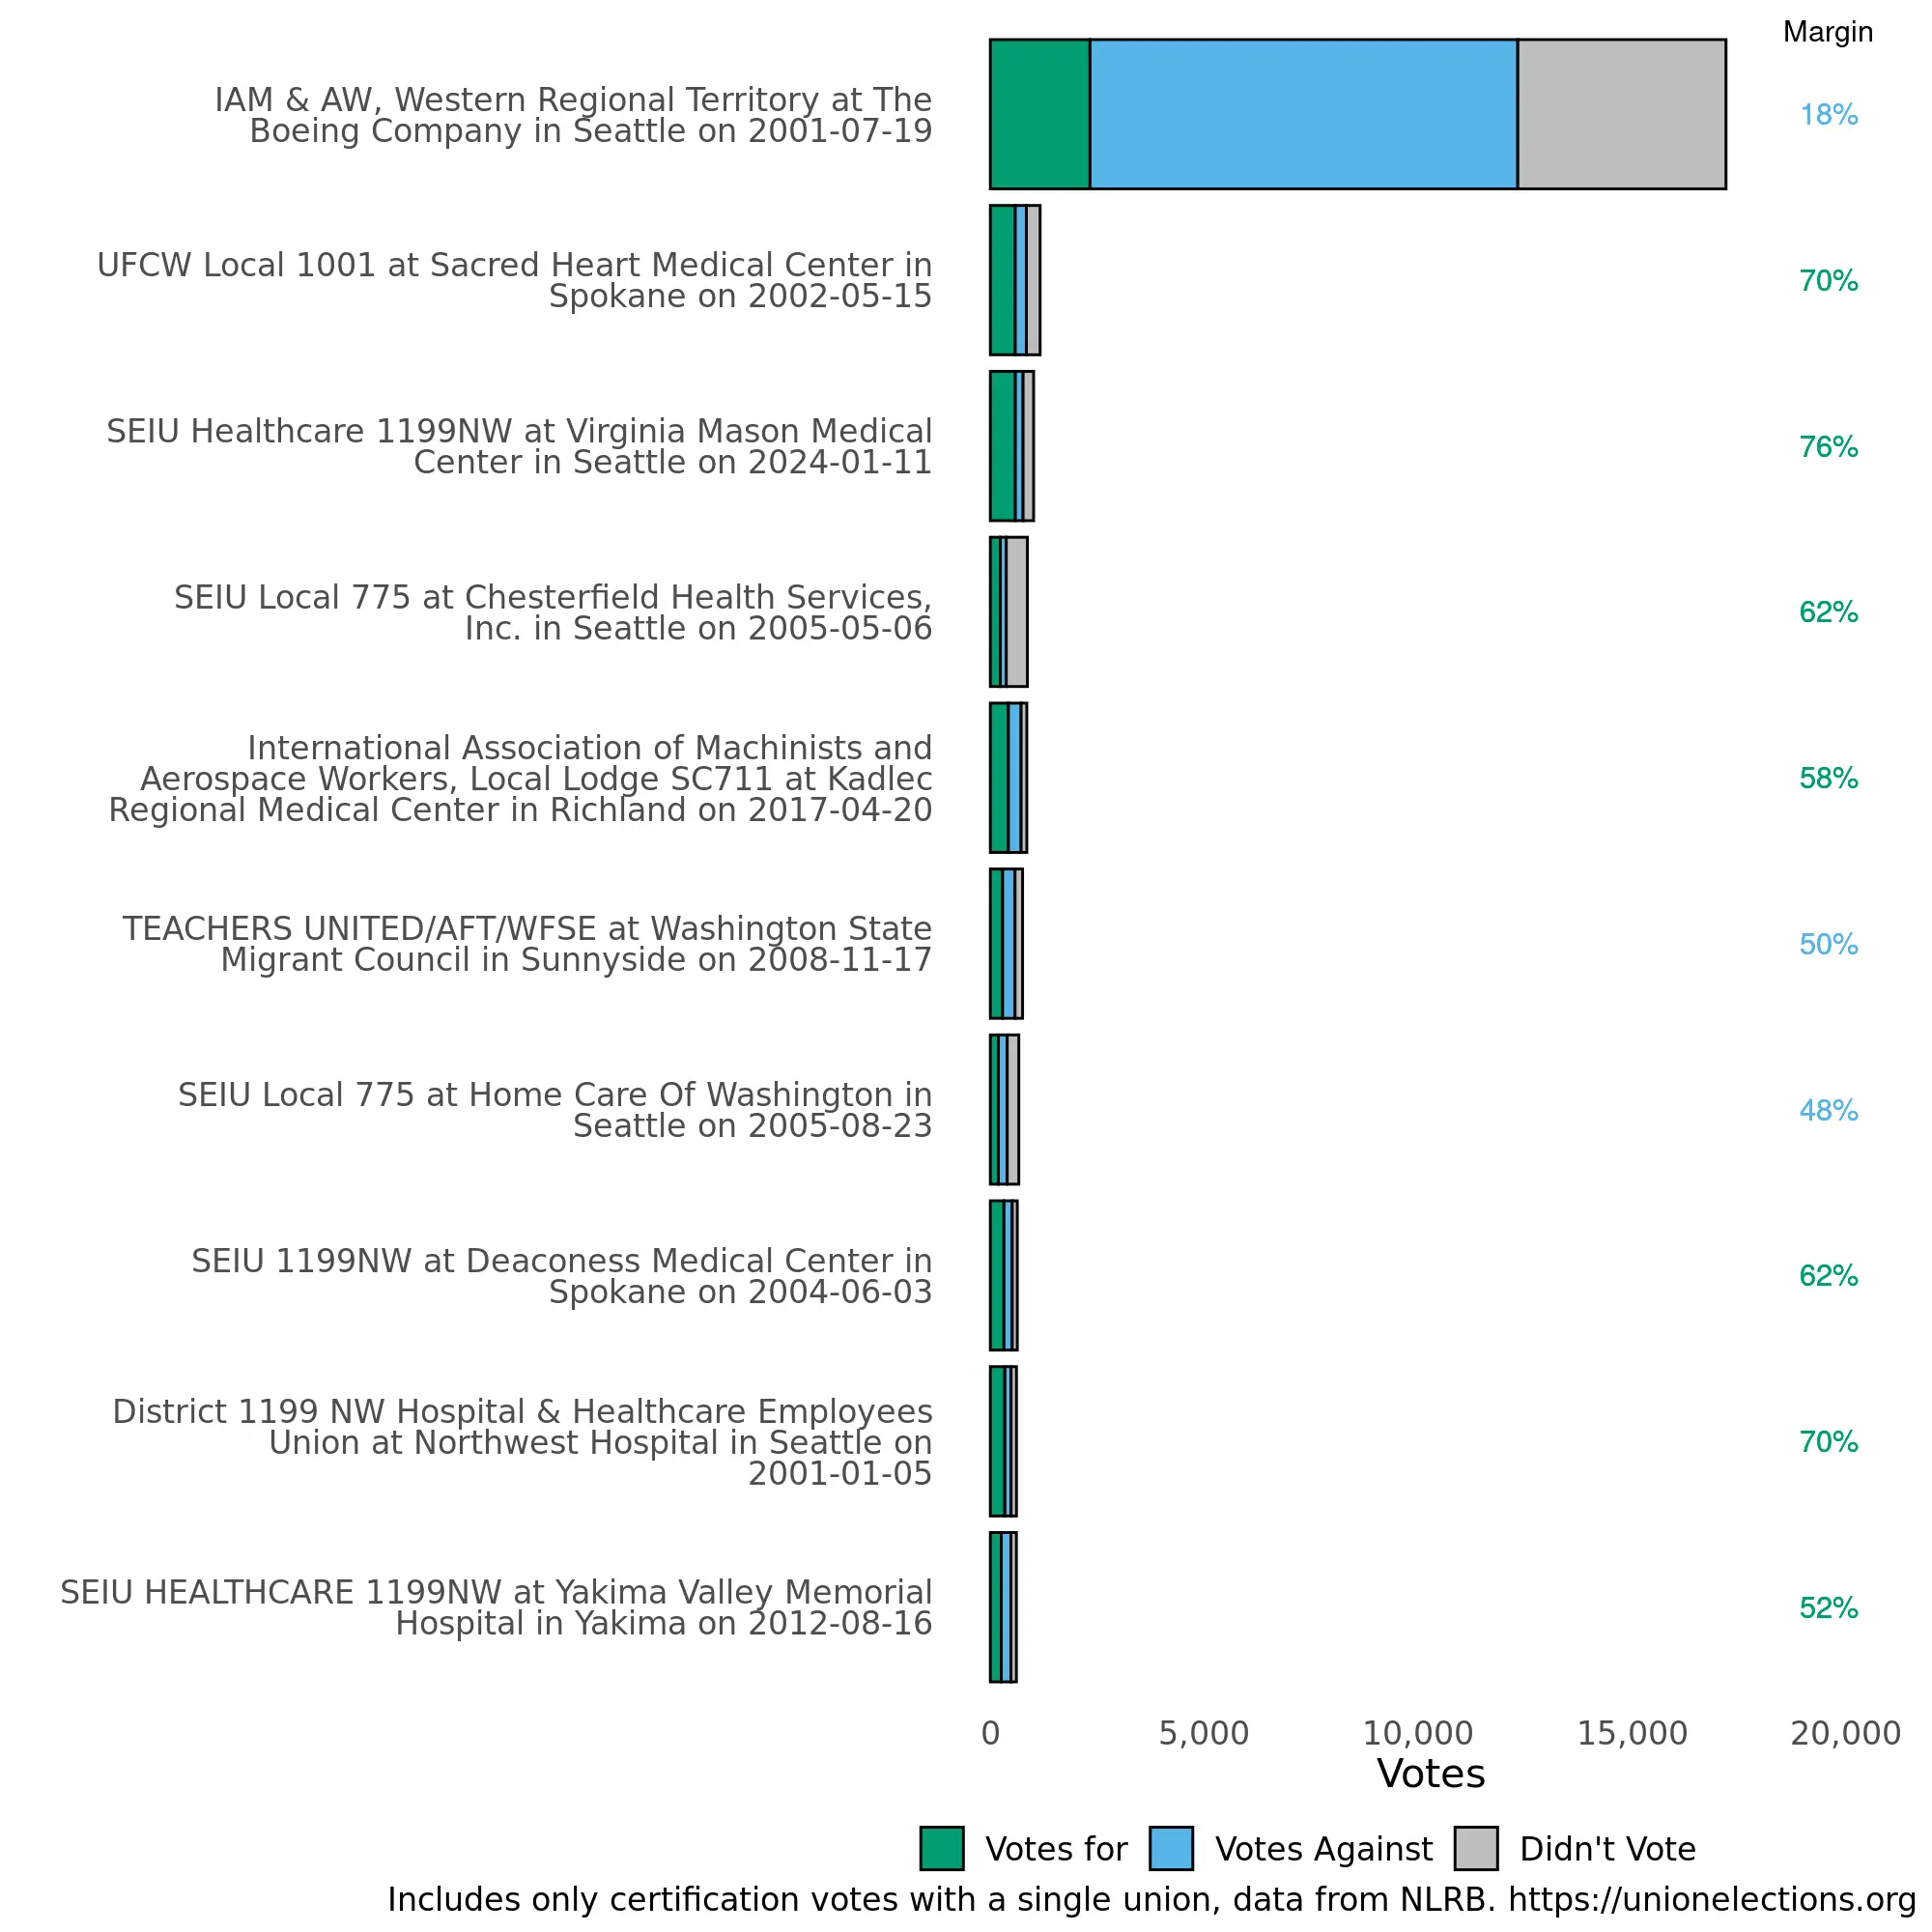 Margin
IAM & AW, Western Regional Territory at The
Boeing Company in Seattle on 2001-07-19
18%
UFCW Local 1001 at Sacred Heart Medical Center in
Spokane on 2002-05-15
70%
SEIU Healthcare 1199NW at Virginia Mason Medical
Center in Seattle on 2024-01-11
76%
SEIU Local 775 at Chesterfield Health Services,
Inc. in Seattle on 2005-05-06
62%
International Association of Machinists and
Aerospace Workers, Local Lodge SC711 at Kadlec
Regional Medical Center in Richland on 2017-04-20
58%
TEACHERS UNITED/AFT/WFSE at Washington State
Migrant Council in Sunnyside on 2008-11-17
50%
SEIU Local 775 at Home Care Of Washington in
Seattle on 2005-08-23
48%
SEIU 1199NW at Deaconess Medical Center in
Spokane on 2004-06-03
62%
District 1199 NW Hospital & Healthcare Employees
Union at Northwest Hospital in Seattle on
2001-01-05
70%
SEIU HEALTHCARE 1199NW at Yakima Valley Memorial
Hospital in Yakima on 2012-08-16
52%
0 5,000 10,000 15,000 20,000
Votes
Votes for Votes Against Didn't Vote
Includes only certification votes with a single union, data from NLRB. https://unionelections.org